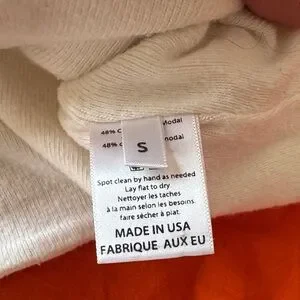 48% C Modal
48% c modal
S
Spot clean by hand as needed
Lay flat to dry
Nettoyer les taches
à la main selon les besoins.
faire sécher à plat.
MADE IN USA
FABRIQUE AUX EU